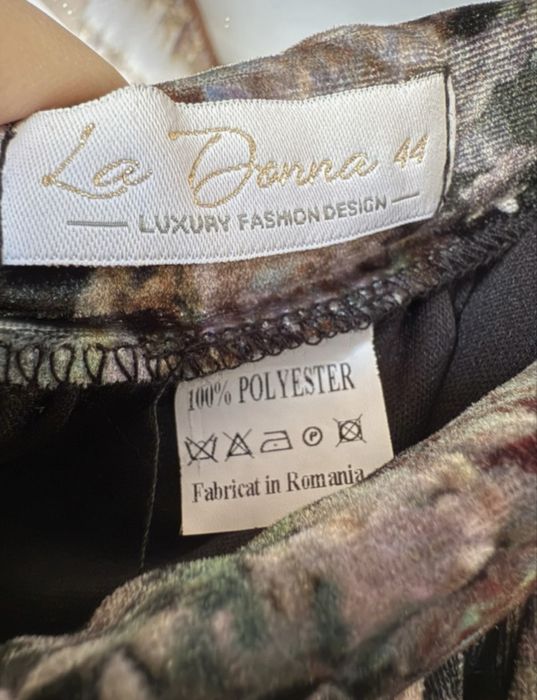 La Donna 44
LUXURY FASHION DESIGN
100% POLYESTER
P
Fabricat in Romania